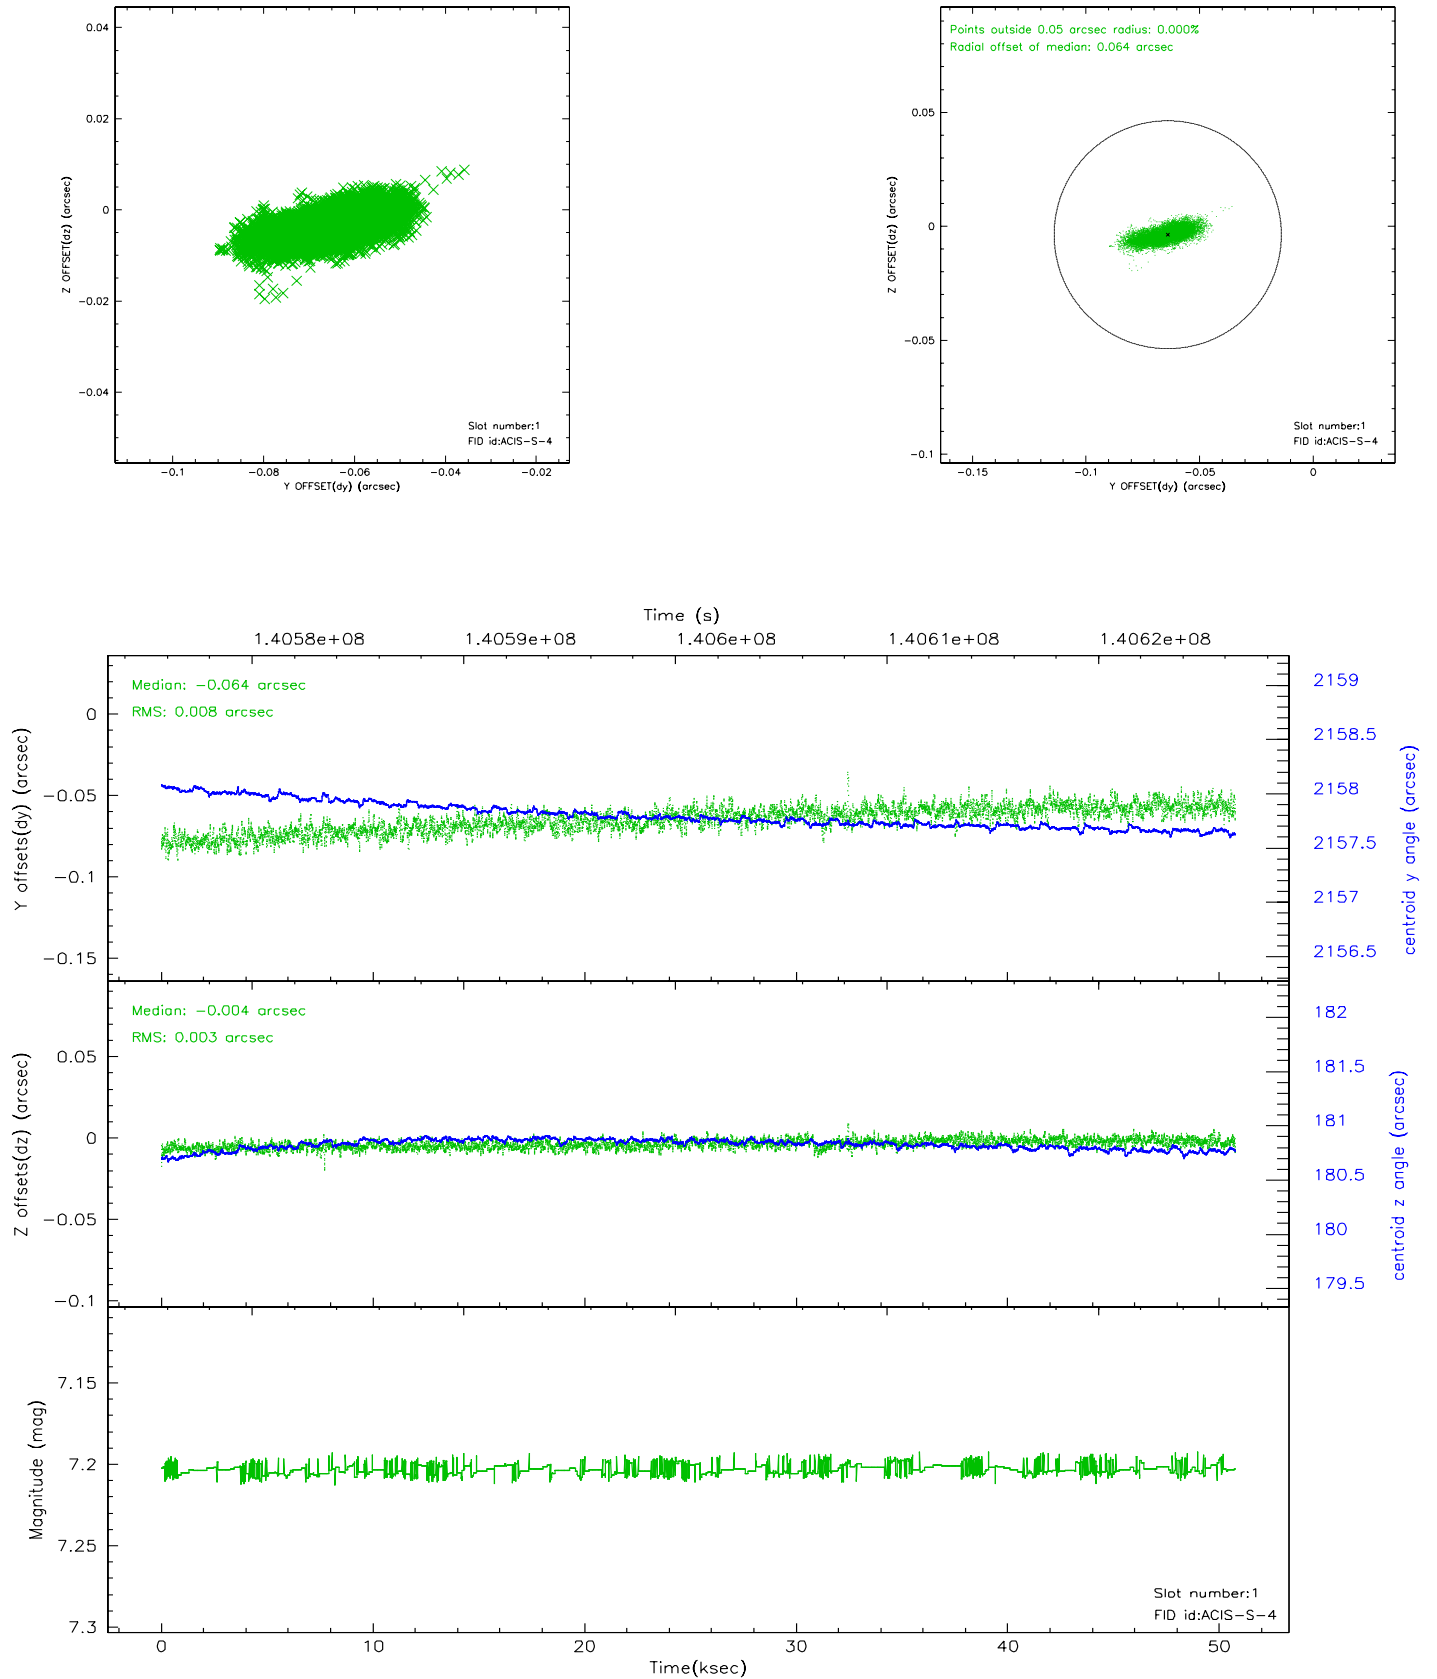 0.04
0.02
0
−0.02
−0.04
Z OFFSET(dz) (arcsec)
−0.1
−0.08
−0.06
−0.04
−0.02
Y OFFSET(dy) (arcsec)
Slot number:1
FID id:ACIS−S−4
Points outside 0.05 arcsec radius: 0.000%
Radial offset of median: 0.064 arcsec
0.05
0
−0.05
−0.1
Z OFFSET(dz) (arcsec)
−0.15
−0.1
−0.05
0
Y OFFSET(dy) (arcsec)
Slot number:1
FID id:ACIS−S−4
Time (s)
1.4058e+08
1.4059e+08
1.406e+08
1.4061e+08
1.4062e+08
Median: −0.064 arcsec
RMS: 0.008 arcsec
0
−0.05
−0.1
−0.15
Y offsets(dy) (arcsec)
2159
2158.5
2158
2157.5
2157
2156.5
centroid y angle (arcsec)
Median: −0.004 arcsec
RMS: 0.003 arcsec
0.05
0
−0.05
−0.1
Z offsets(dz) (arcsec)
182
181.5
181
180.5
180
179.5
centroid z angle (arcsec)
7.15
7.2
7.25
7.3
Magnitude (mag)
Slot number:1
FID id:ACIS−S−4
0
10
20
30
40
50
Time(ksec)